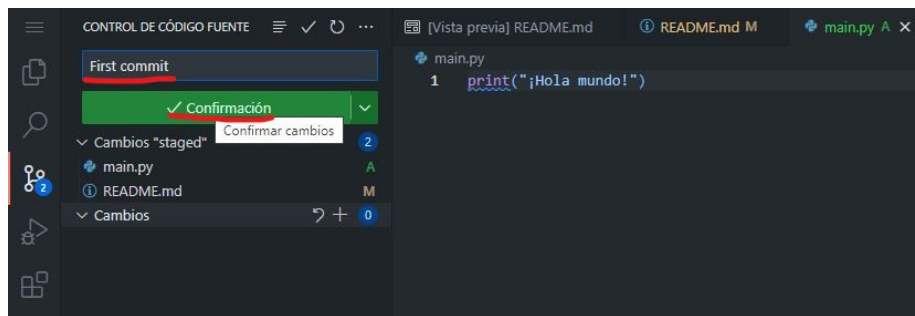 CONTROL DE CÓDIGO FUENTE
First commit
Confirmación
Confirmar cambios
Cambios "staged" 2
main.py A
README.md M
Cambios 0
2
[Vista previa] README.md README.md M main.py A
main.py
1 print("¡Hola mundo!")